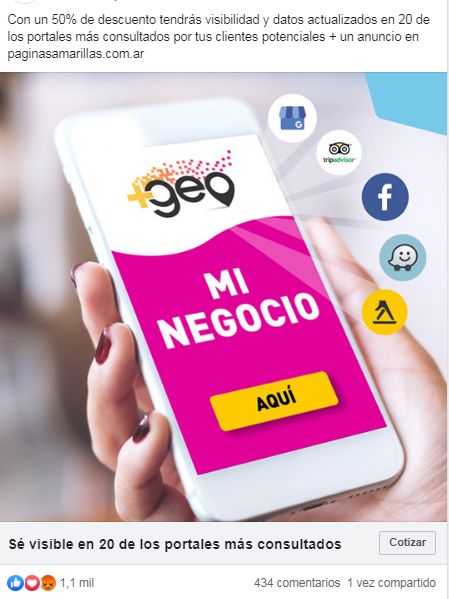 Con un 50% de descuento tendrás visibilidad y datos actualizados en 20 de
los portales más consultados por tus clientes potenciales + un anuncio en
paginasamarillas.com.ar
G
tripadvisor
f
+geo
MI
NEGOCIO
AQUÍ
Sé visible en 20 de los portales más consultados
Cotizar
1,1 mil
434 comentarios 1 vez compartido